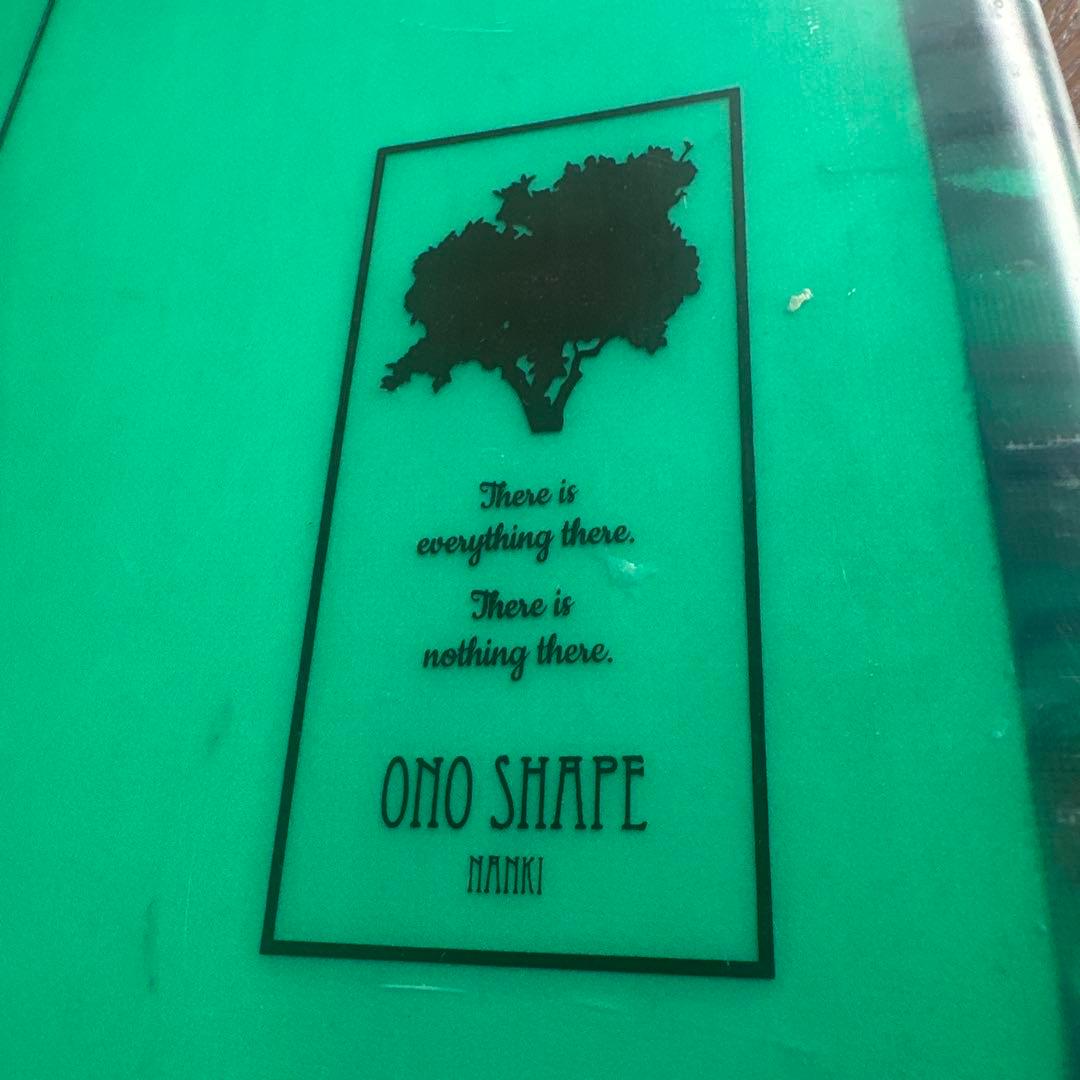 There is
everything there.
There is
nothing there.
ONO SHAPE
NANKI